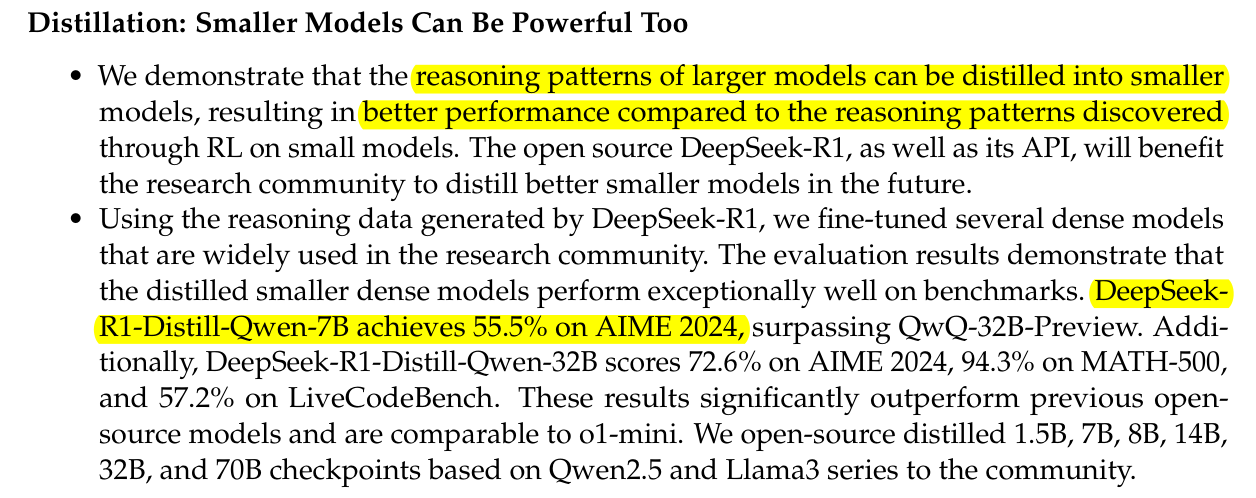 Distillation: Smaller Models Can Be Powerful Too
• We demonstrate that the reasoning patterns of larger models can be distilled into smaller
models, resulting in better performance compared to the reasoning patterns discovered
through RL on small models. The open source DeepSeek-R1, as well as its API, will benefit
the research community to distill better smaller models in the future.
• Using the reasoning data generated by DeepSeek-R1, we fine-tuned several dense models
that are widely used in the research community. The evaluation results demonstrate that
the distilled smaller dense models perform exceptionally well on benchmarks. DeepSeek-
R1-Distill-Qwen-7B achieves 55.5% on AIME 2024, surpassing QwQ-32B-Preview. Addi-
tionally, DeepSeek-R1-Distill-Qwen-32B scores 72.6% on AIME 2024, 94.3% on MATH-500,
and 57.2% on LiveCodeBench. These results significantly outperform previous open-
source models and are comparable to o1-mini. We open-source distilled 1.5B, 7B, 8B, 14B,
32B, and 70B checkpoints based on Qwen2.5 and Llama3 series to the community.